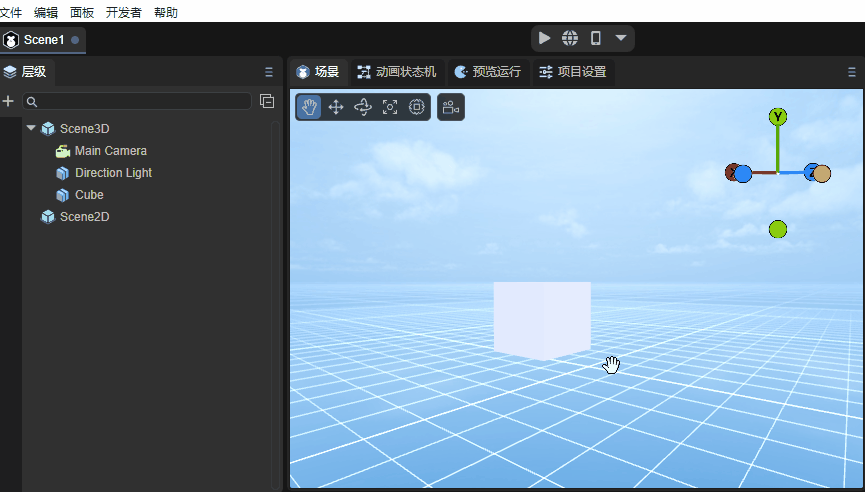 文件 编辑 面板 开发者 帮助
Scene1
层级
场景 动画状态机 预览运行 项目设置
Scene3D
Main Camera
Direction Light
Cube
Scene2D
Y